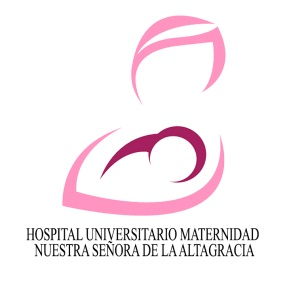 HOSPITAL UNIVERSITARIO MATERNIDAD
NUESTRA SEÑORA DE LA ALTAGRACIA